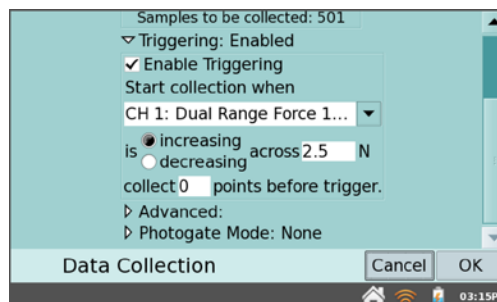 Samples to be collected: 501
Triggering: Enabled
Enable Triggering
Start collection when
CH 1: Dual Range Force 1...
is increasing across 2.5 N
decreasing
collect 0 points before trigger.
Advanced:
Photogate Mode: None
Data Collection Cancel OK